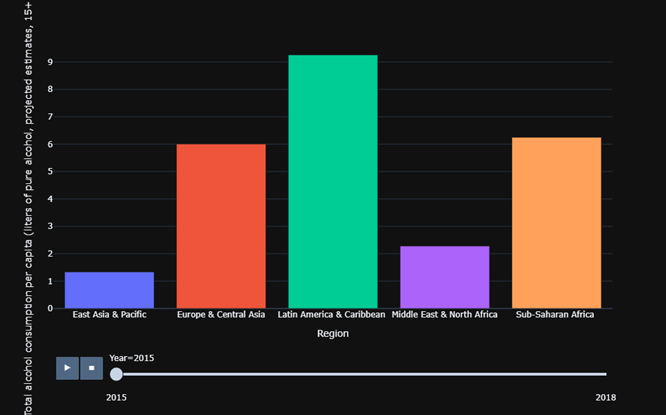 Total alcohol consumption per capita (liters of pure alcohol, projected estimates, 15+
9
8
7
6
5
4
3
2
1
0
East Asia & Pacific Europe & Central Asia Latin America & Caribbean Middle East & North Africa Sub-Saharan Africa
Region
Year=2015
2015 2018